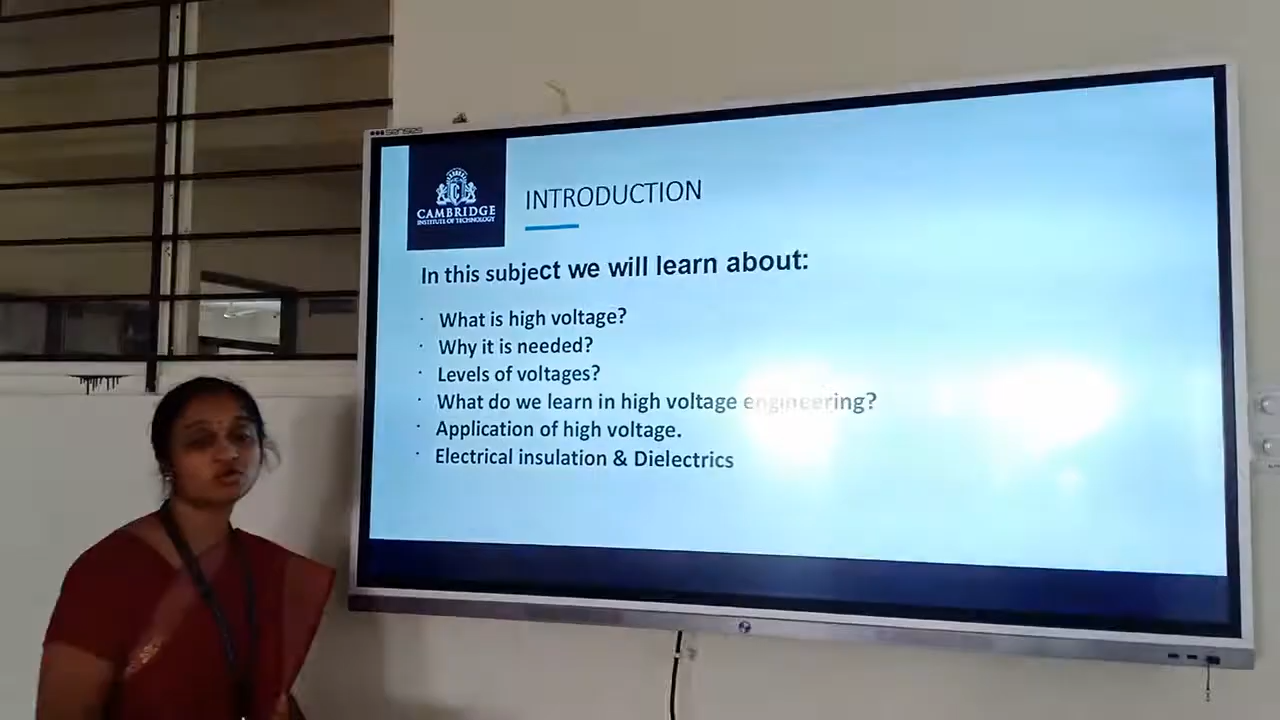 senses
CAMBRIDGE
INSTITUTE OF TECHNOLOGY
INTRODUCTION
In this subject we will learn about:
· What is high voltage?
· Why it is needed?
· Levels of voltages?
· What do we learn in high voltage engineering?
· Application of high voltage.
· Electrical insulation & Dielectrics